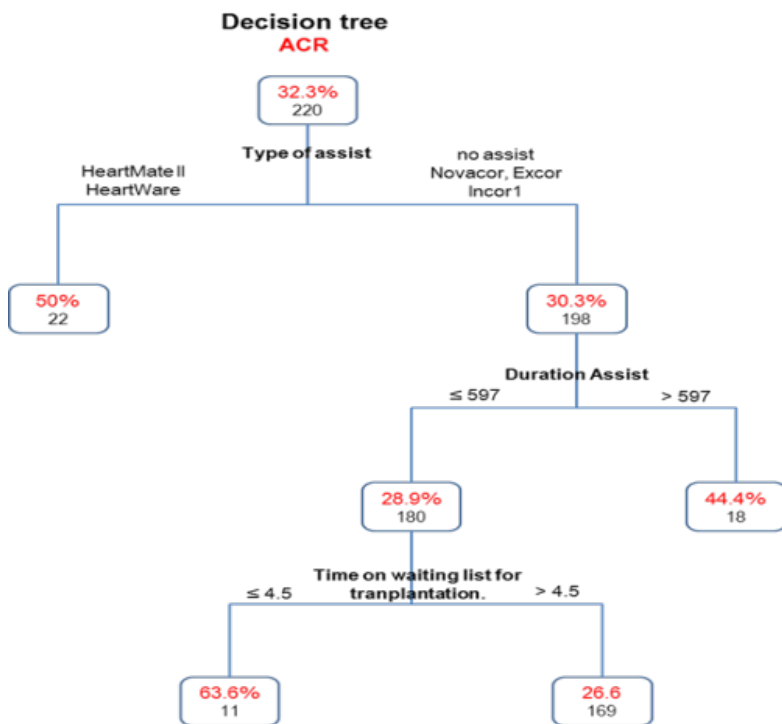 Decision tree
ACR
32.3%
220
Type of assist
HeartMate II
HeartWare
no assist
Novacor, Excor
Incor1
50%
22
30.3%
198
Duration Assist
≤ 597
> 597
28.9%
180
44.4%
18
Time on waiting list for
tranplantation.
≤ 4.5
> 4.5
63.6%
11
26.6
169